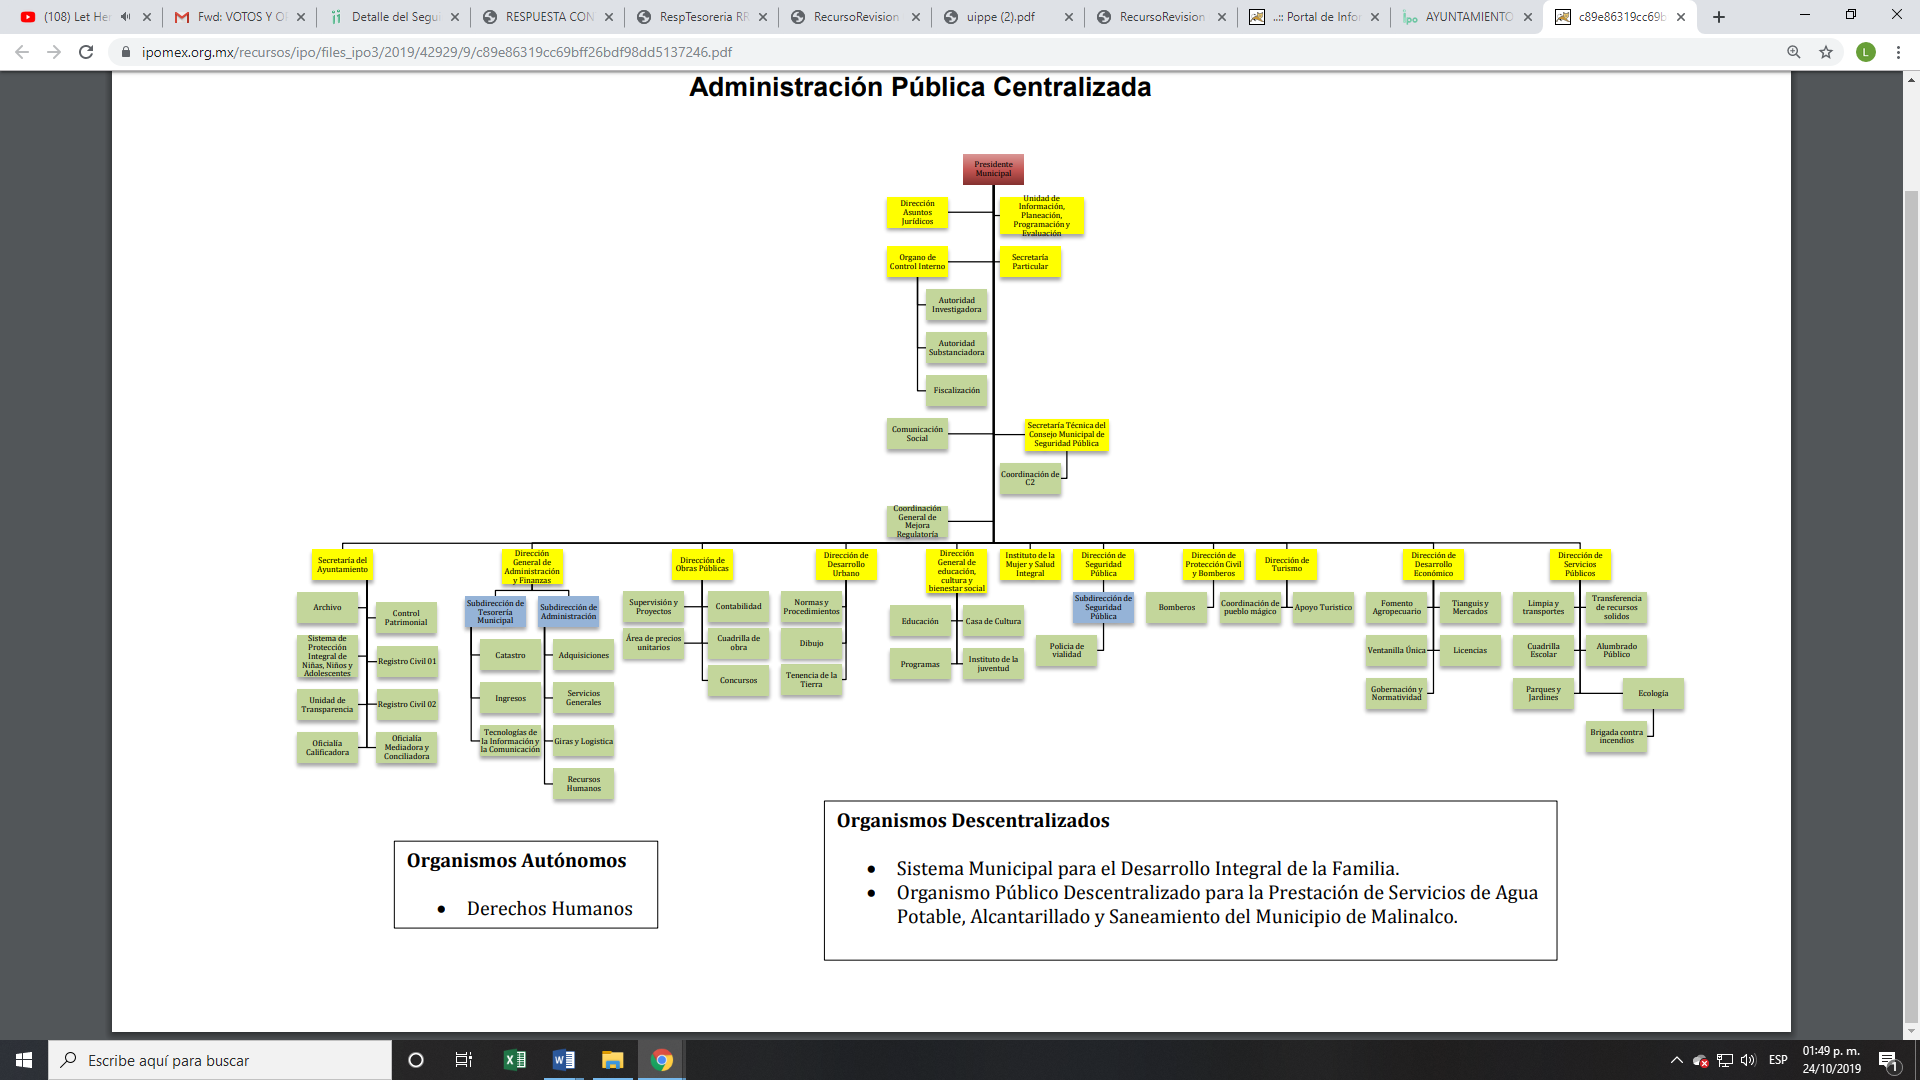 (108) Let Her
Fwd: VOTOS Y OP
Detalle del Segui
RESPUESTA CON
RespTesoreria RR
RecursoRevision
uippe (2).pdf
RecursoRevision
..:: Portal de Infor
AYUNTAMIENTO
c89e86319cc69b
ipomex.org.mx/recursos/ipo/files_ipo3/2019/42929/9/c89e86319cc69bff26bdf98dd5137246.pdf
L
Administración Pública Centralizada
Presidente
Municipal
Dirección
Asuntos
Jurídicos
Unidad de
Información,
Planeación,
Programación y
Evaluación
Organo de
Control Interno
Secretaría
Particular
Autoridad
Investigadora
Autoridad
Substanciadora
Fiscalización
Comunicación
Social
Secretaría Técnica del
Consejo Municipal de
Seguridad Pública
Coordinación de
C2
Coordinación
General de
Mejora
Regulatoria
Secretaría del
Ayuntamiento
Archivo
Control
Patrimonial
Sistema de
Protección
Integral de
Niñas, Niños y
Adolescentes
Registro Civil 01
Unidad de
Transparencia
Registro Civil 02
Oficialía
Calificadora
Oficialía
Mediadora y
Conciliadora
Dirección
General de
Administración
y Finanzas
Subdirección de
Tesorería
Municipal
Subdirección de
Administración
Catastro
Adquisiciones
Ingresos
Servicios
Generales
Tecnologías de
la Información y
la Comunicación
Giras y Logistica
Recursos
Humanos
Dirección de
Obras Públicas
Supervisión y
Proyectos
Contabilidad
Área de precios
unitarios
Cuadrilla de
obra
Concursos
Dirección de
Desarrollo
Urbano
Normas y
Procedimientos
Dibujo
Tenencia de la
Tierra
Dirección
General de
educación,
cultura y
bienestar social
Educación
Casa de Cultura
Programas
Instituto de la
juventud
Instituto de la
Mujer y Salud
Integral
Dirección de
Seguridad
Pública
Subdirección de
Seguridad
Pública
Policia de
vialidad
Dirección de
Protección Civil
y Bomberos
Bomberos
Dirección de
Turismo
Coordinación de
pueblo mágico
Apoyo Turistico
Dirección de
Desarrollo
Económico
Fomento
Agropecuario
Tianguis y
Mercados
Ventanilla Única
Licencias
Gobernación y
Normatividad
Dirección de
Servicios
Públicos
Limpia y
transportes
Transferencia
de recursos
solidos
Cuadrilla
Escolar
Alumbrado
Público
Parques y
Jardines
Ecología
Brigada contra
incendios
Organismos Autónomos
• Derechos Humanos
Organismos Descentralizados
• Sistema Municipal para el Desarrollo Integral de la Familia.
• Organismo Público Descentralizado para la Prestación de Servicios de Agua
Potable, Alcantarillado y Saneamiento del Municipio de Malinalco.
Escribe aquí para buscar
ESP
01:49 p. m.
24/10/2019
1